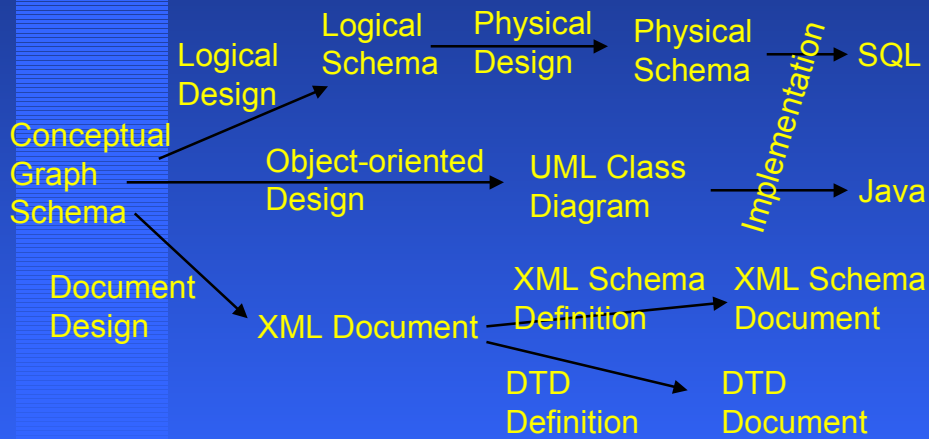 Logical
Design
Logical
Schema
Physical
Design
Physical
Schema
SQL
Implementation
Conceptual
Graph
Schema
Object-oriented
Design
UML Class
Diagram
Java
Document
Design
XML Document
XML Schema
Definition
XML Schema
Document
DTD
Definition
DTD
Document